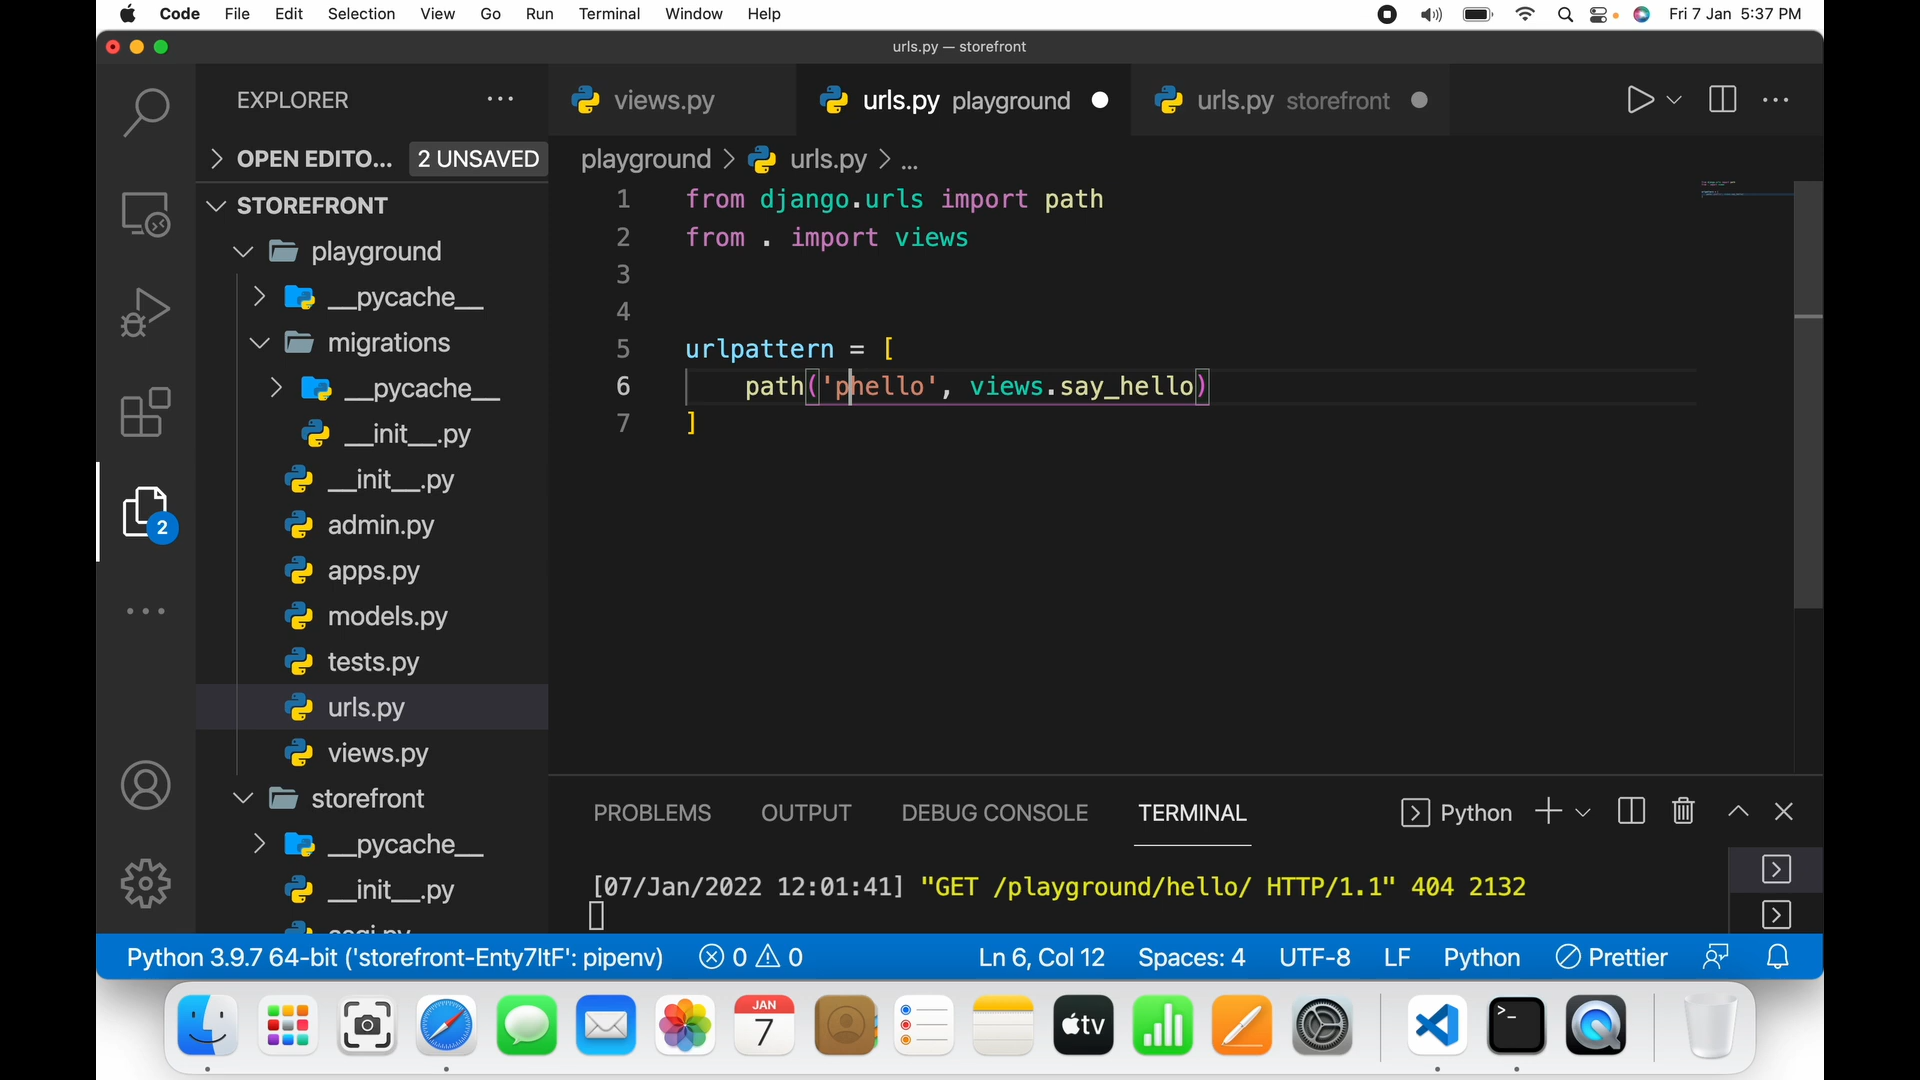 Code File Edit Selection View Go Run Terminal Window Help Fri 7 Jan 5:37 PM
urls.py — storefront
EXPLORER ... views.py urls.py playground urls.py storefront ...
OPEN EDITO... 2 UNSAVED playground > urls.py > ...
STOREFRONT
playground
__pycache__
migrations
__pycache__
__init__.py
__init__.py
admin.py
apps.py
models.py
tests.py
urls.py
views.py
storefront
__pycache__
__init__.py
asgi.py
1 from django.urls import path
2 from . import views
3
4
5 urlpattern = [
6 path('phello', views.say_hello)
7 ]
2
PROBLEMS OUTPUT DEBUG CONSOLE TERMINAL Python
[07/Jan/2022 12:01:41] "GET /playground/hello/ HTTP/1.1" 404 2132
Python 3.9.7 64-bit ('storefront-Enty7ltF': pipenv) 0 0 Ln 6, Col 12 Spaces: 4 UTF-8 LF Python Prettier
JAN
7
tv
>_